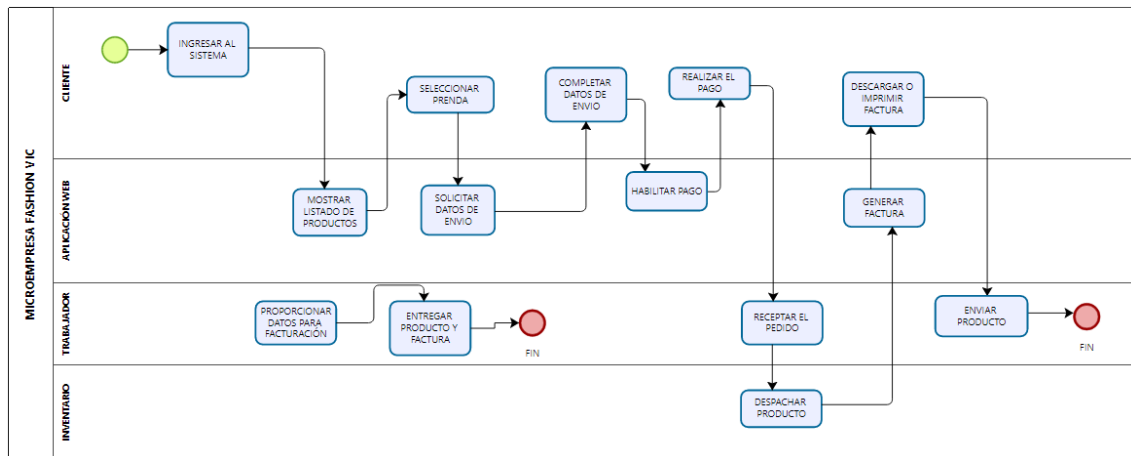 MICROEMPRESA FASHION VIC
CLIENTE
INGRESAR AL
SISTEMA
SELECCIONAR
PRENDA
COMPLETAR
DATOS DE
ENVIO
REALIZAR EL
PAGO
DESCARGAR O
IMPRIMIR
FACTURA
APLICACIÓN WEB
MOSTRAR
LISTADO DE
PRODUCTOS
SOLICITAR
DATOS DE
ENVIO
HABILITAR PAGO
GENERAR
FACTURA
TRABAJADOR
PROPORCIONAR
DATOS PARA
FACTURACIÓN
ENTREGAR
PRODUCTO Y
FACTURA
FIN
RECEPTAR EL
PEDIDO
ENVIAR
PRODUCTO
FIN
INVENTARIO
DESPACHAR
PRODUCTO